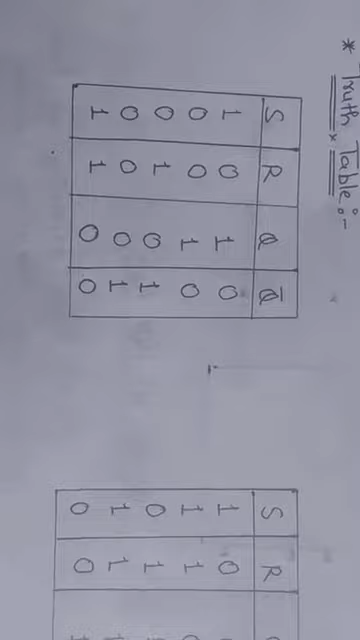 * Truth Table:-
S R Q Q̄
1 0 1 0
0 0 1 0
0 1 0 1
0 0 0 1
1 1 0 0
S R
1 0
1 1
0 1
1 1
0 0